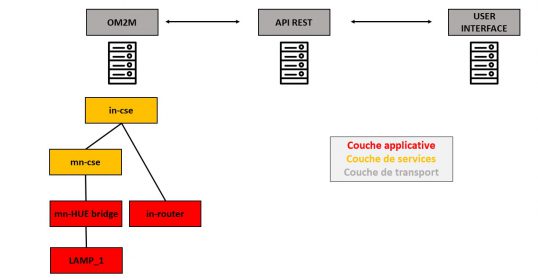 OM2M
API REST
USER
INTERFACE
in-cse
mn-cse
mn-HUE bridge
in-router
LAMP_1
Couche applicative
Couche de services
Couche de transport